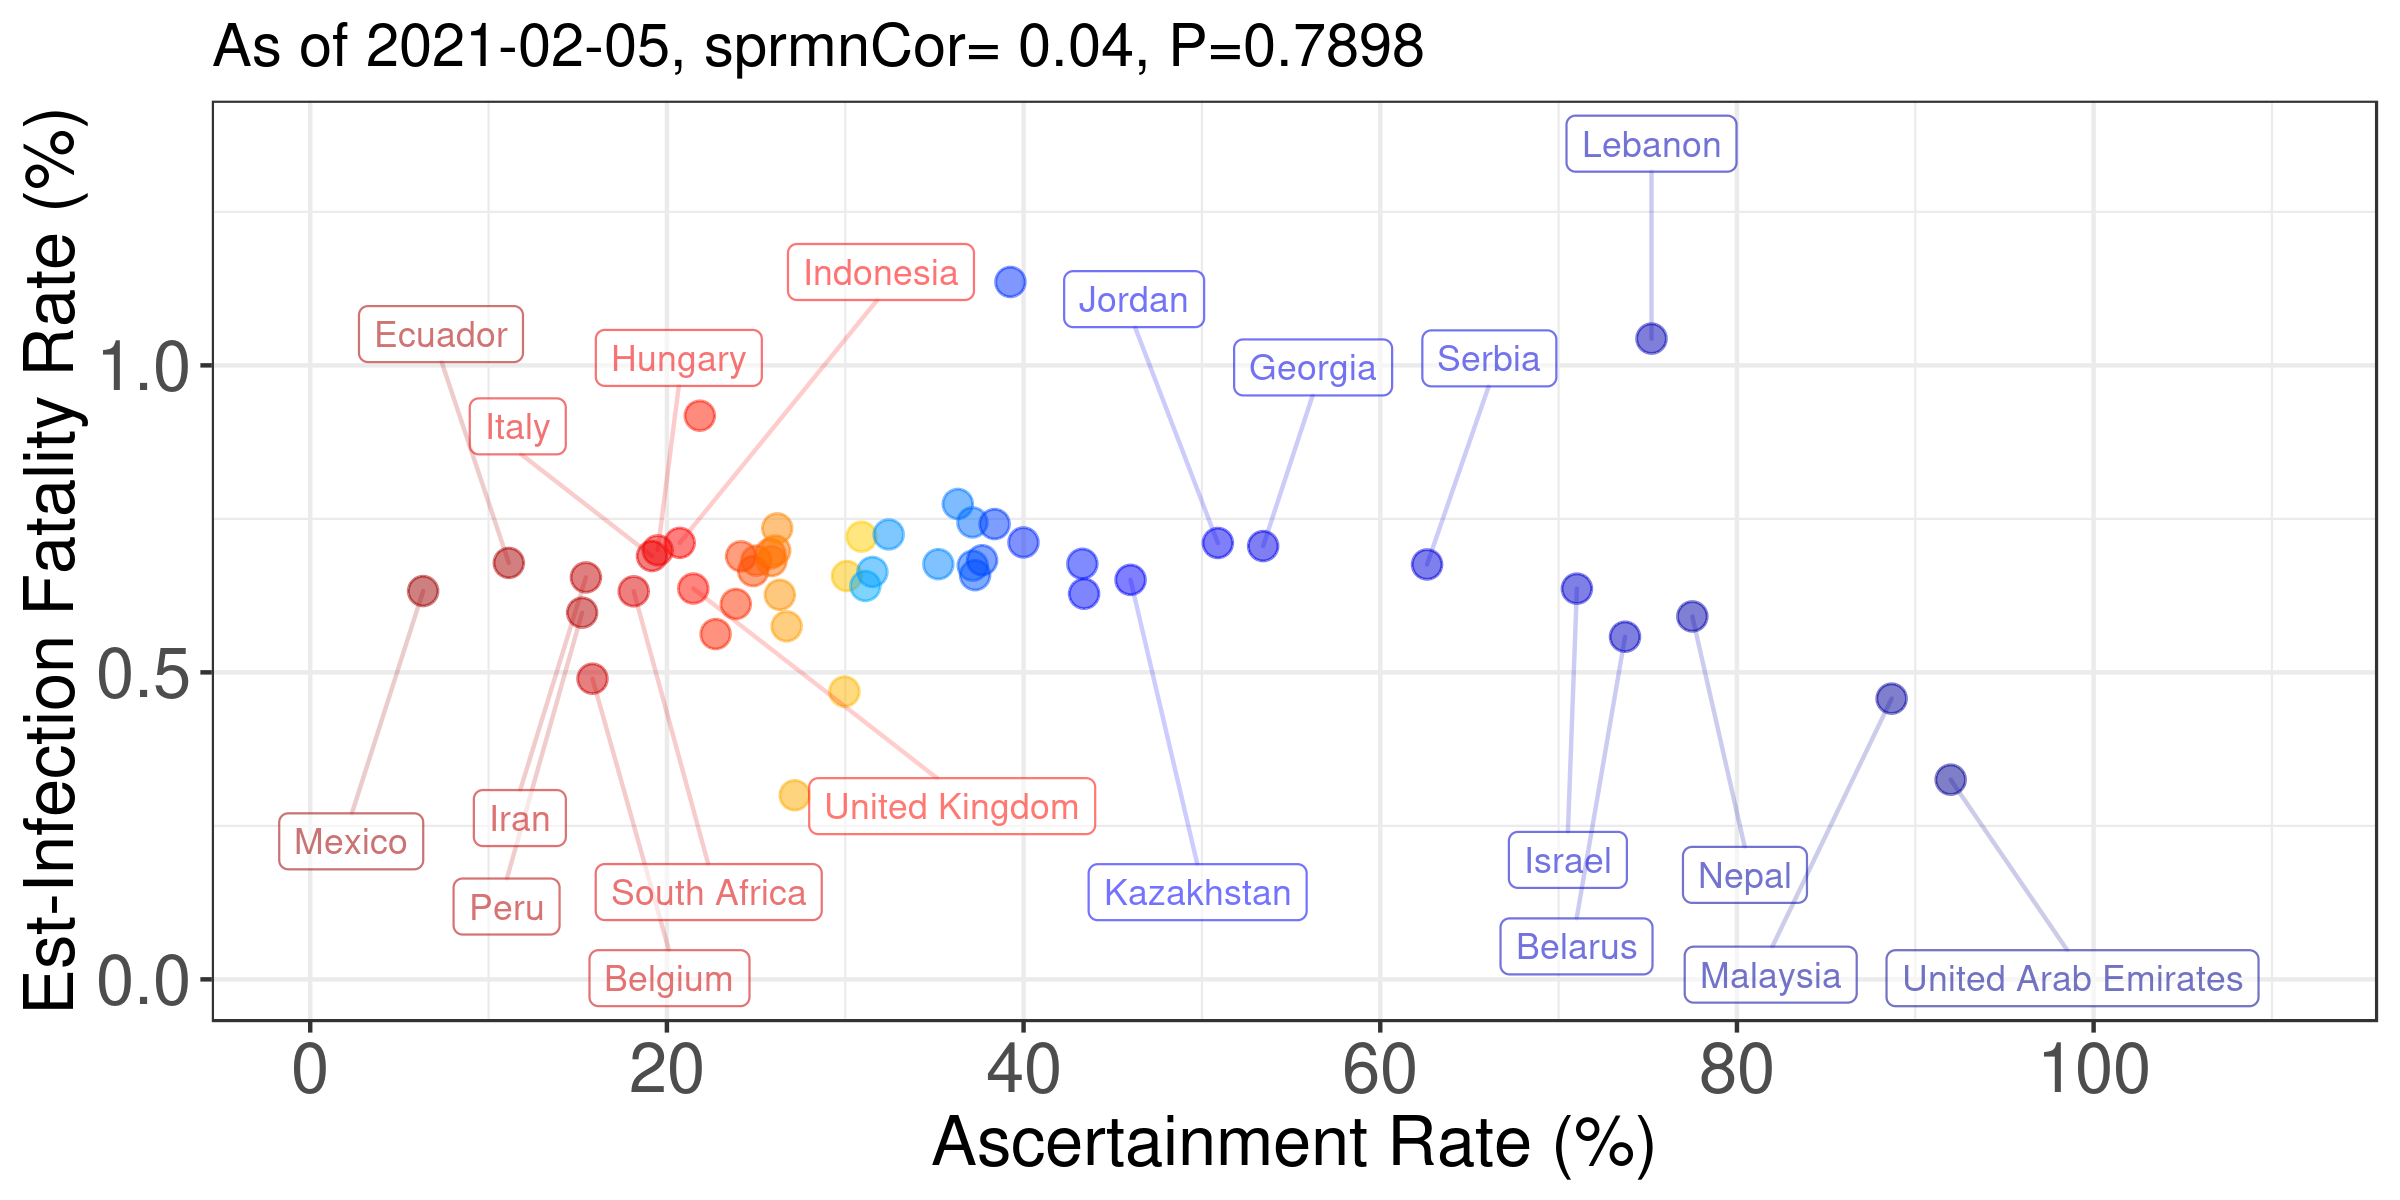 As of 2021-02-05, sprmnCor= 0.04, P=0.7898
Est-Infection Fatality Rate (%)
1.0
0.5
0.0
Lebanon
Indonesia
Jordan
Ecuador
Hungary
Georgia
Serbia
Italy
United Kingdom
Iran
Mexico
Israel
Nepal
South Africa
Kazakhstan
Peru
Belarus
Belgium
Malaysia
United Arab Emirates
0
20
40
60
80
100
Ascertainment Rate (%)